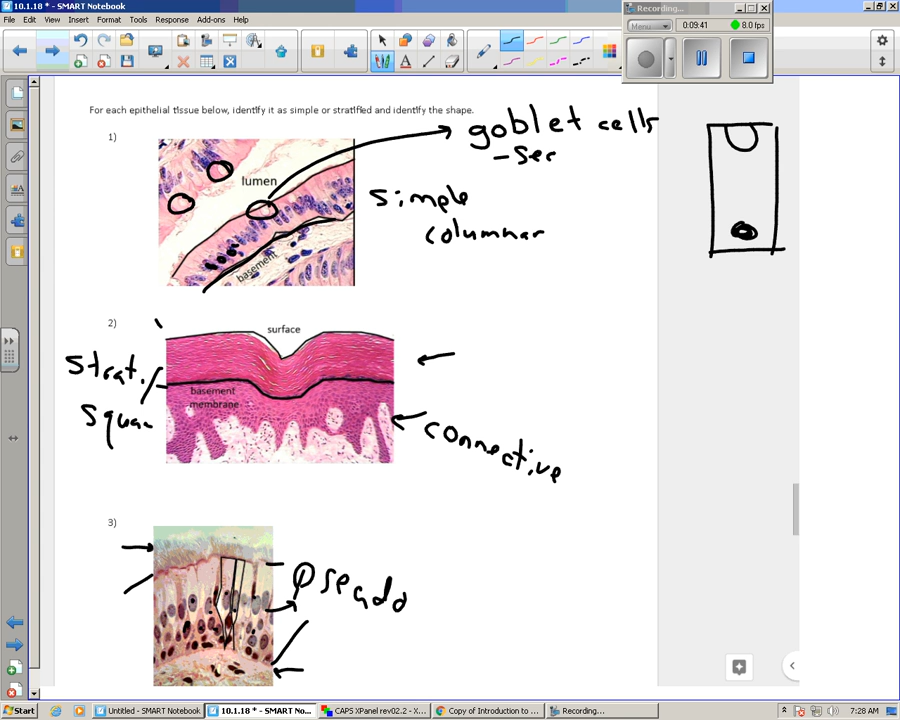 10.1.18 * - SMART Notebook
Recording...
File Edit View Insert Format Tools Response Add-ons Help
Menu
0:09:41
8.0 fps
For each epithelial tissue below, identify it as simple or stratified and identify the shape.
1)
goblet cells
- sec
lumen
simple
columnar
basement
2)
surface
Strat.
basement
membrane
squa
connective
3)
Pseudo
Start
Untitled - SMART Notebook
10.1.18 * - SMART No...
CAPS XPanel rev02.2 - X...
Copy of Introduction to ...
Recording...
7:28 AM